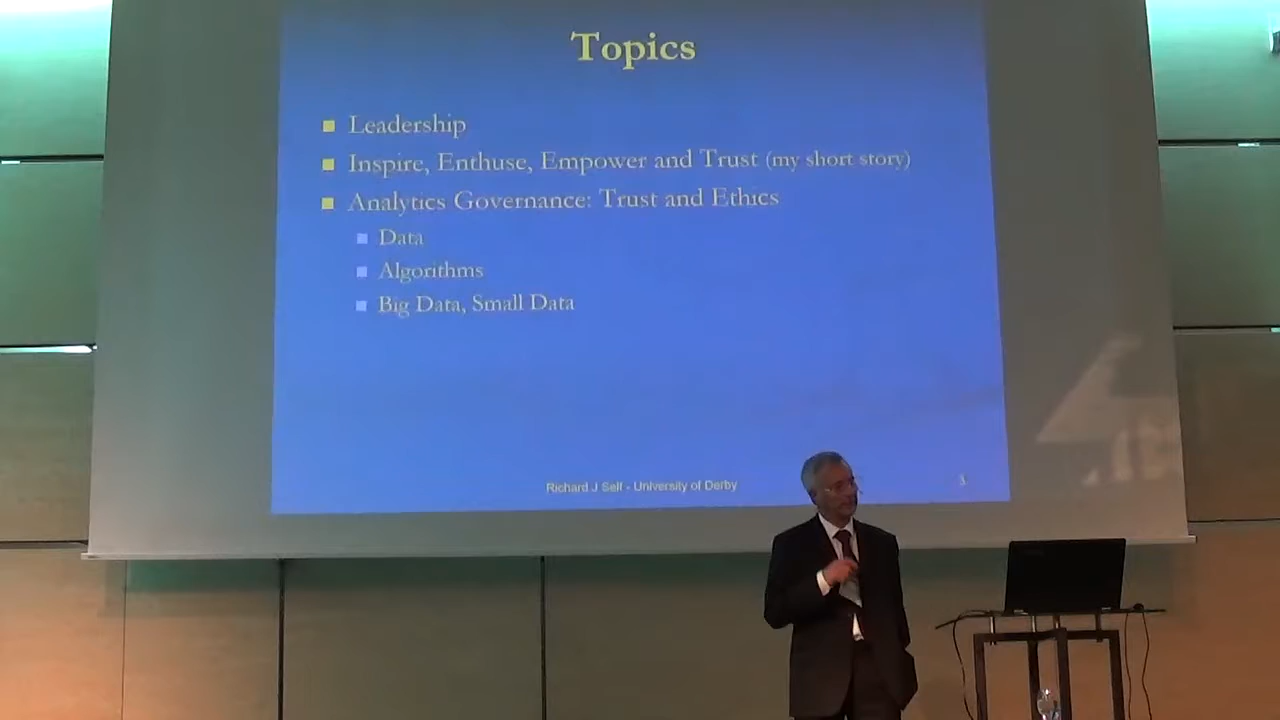 Topics
Leadership
Inspire, Enthuse, Empower and Trust (my short story)
Analytics Governance: Trust and Ethics
Data
Algorithms
Big Data, Small Data
Richard J Self - University of Derby
3